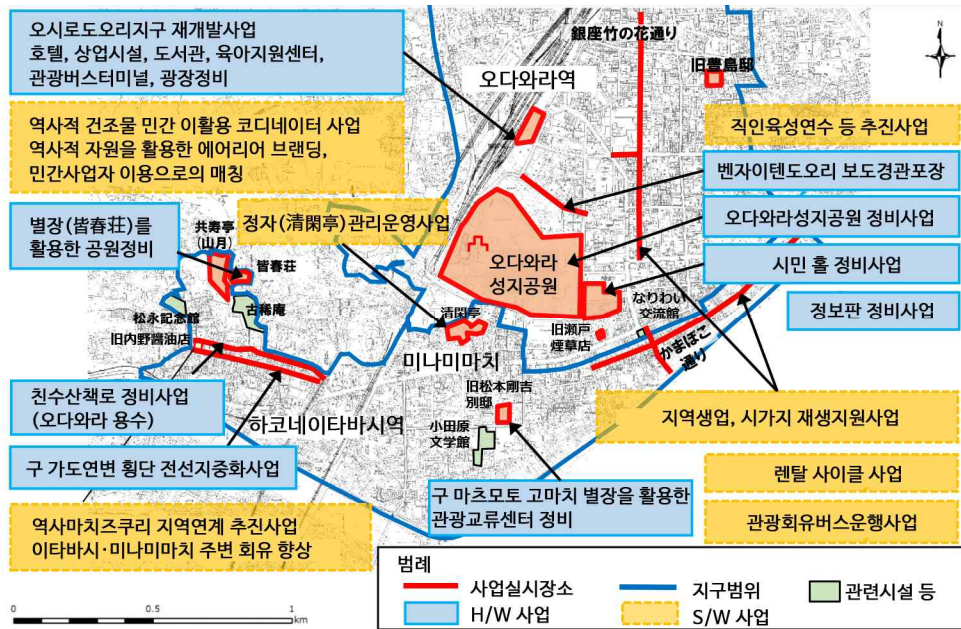 오시로도오리지구 재개발사업
호텔, 상업시설, 도서관, 육아지원센터,
관광버스터미널, 광장정비
역사적 건조물 민간 이활용 코디네이터 사업
역사적 자원을 활용한 에어리어 브랜딩,
민간사업자 이용으로의 매칭
별장(皆春荘)를
활용한 공원정비
정자(清閑亭)관리운영사업
오다와라역
銀座竹の花通り
旧豊島邸
N
직인육성연수 등 추진사업
벤자이텐도오리 보도경관포장
오다와라성지공원 정비사업
시민 홀 정비사업
정보판 정비사업
오다와라
성지공원
共寿亭
(山月)
皆春荘
古稀庵
松永記念館
旧内野醬油店
清閑亭
미나미마치
旧瀬戸
煙草店
なりわい
交流館
かまぼこ
通り
旧松本剛吉
別邸
小田原
文学館
하코네이타바시역
친수산책로 정비사업
(오다와라 용수)
구 가도연변 횡단 전선지중화사업
역사마치즈쿠리 지역연계 추진사업
이타바시·미나미마치 주변 회유 향상
구 마츠모토 고마치 별장을 활용한
관광교류센터 정비
지역생업, 시가지 재생지원사업
렌탈 사이클 사업
관광회유버스운행사업
범례
사업실시장소
지구범위
관련시설 등
H/W 사업
S/W 사업
0 0.5 1
km